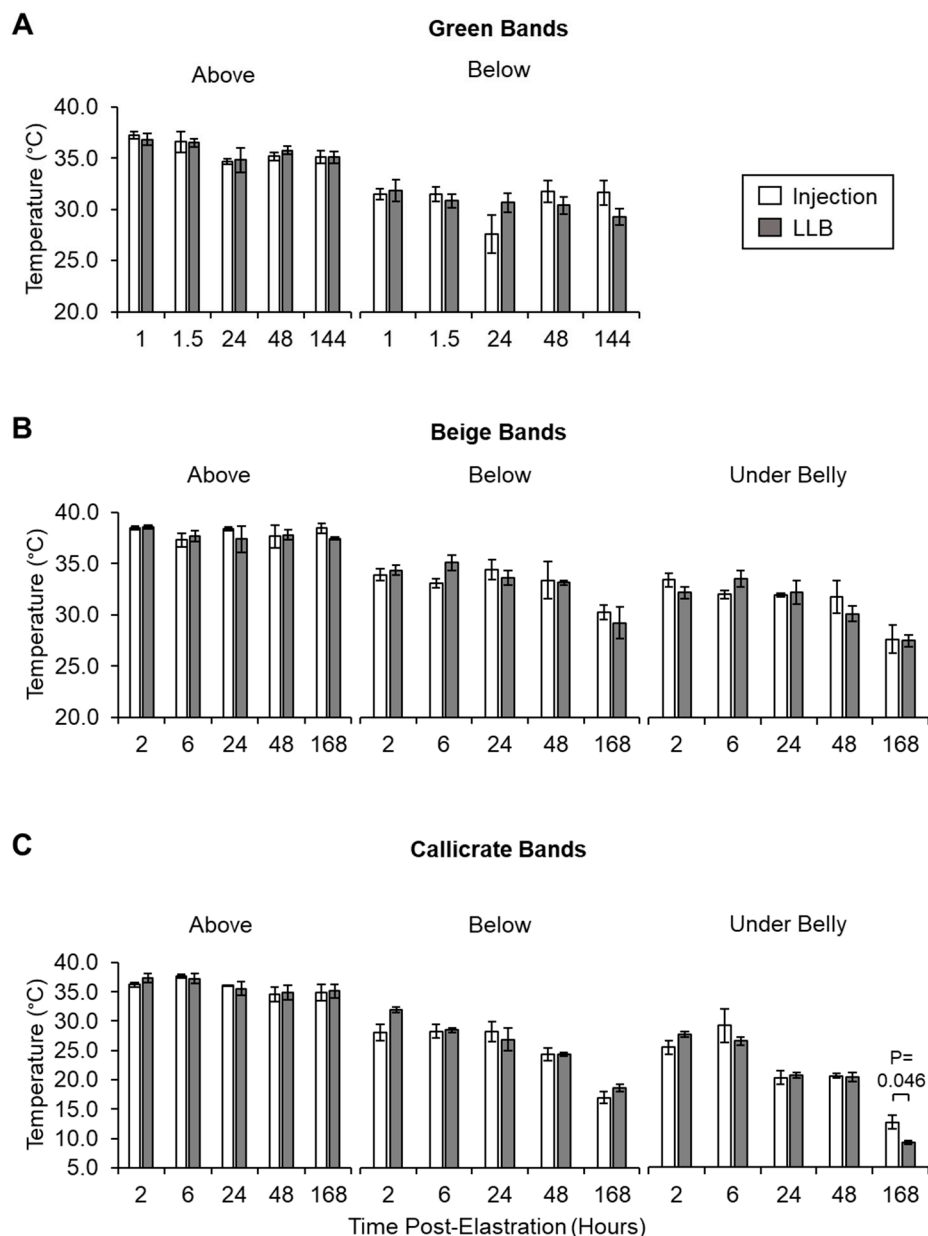 A
Green Bands
Above Below
40.0
35.0
30.0
25.0
20.0
Temperature (°C)
1 1.5 24 48 144 1 1.5 24 48 144
Injection
LLB
B
Beige Bands
Above Below Under Belly
40.0
35.0
30.0
25.0
20.0
Temperature (°C)
2 6 24 48 168 2 6 24 48 168 2 6 24 48 168
C
Callicrate Bands
Above Below Under Belly
40.0
35.0
30.0
25.0
20.0
15.0
10.0
5.0
Temperature (°C)
P=
0.046
2 6 24 48 168 2 6 24 48 168 2 6 24 48 168
Time Post-Elastration (Hours)